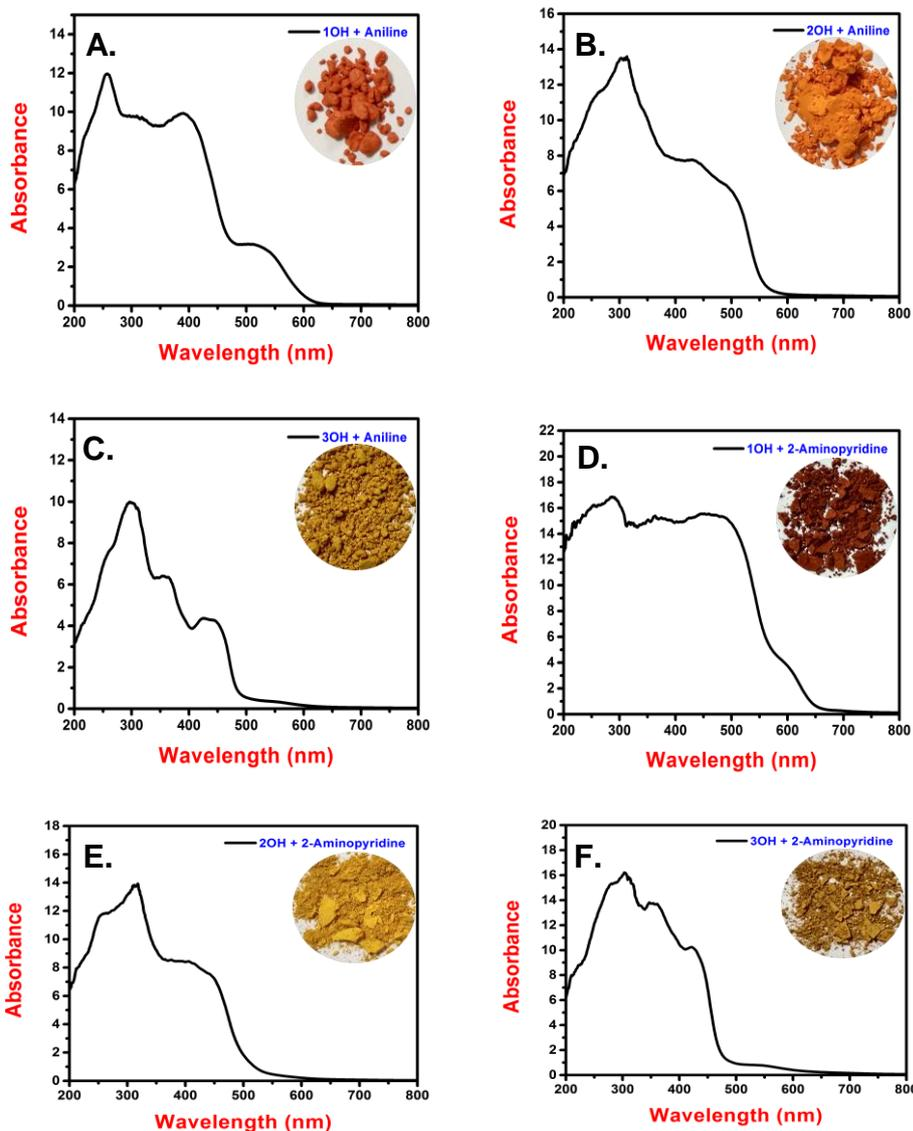 A.
1OH + Aniline
14
12
10
8
6
4
2
0
Absorbance
200 300 400 500 600 700 800
Wavelength (nm)
B.
2OH + Aniline
16
14
12
10
8
6
4
2
0
Absorbance
200 300 400 500 600 700 800
Wavelength (nm)
C.
3OH + Aniline
14
12
10
8
6
4
2
0
Absorbance
200 300 400 500 600 700 800
Wavelength (nm)
D.
1OH + 2-Aminopyridine
22
20
18
16
14
12
10
8
6
4
2
0
Absorbance
200 300 400 500 600 700 800
Wavelength (nm)
E.
2OH + 2-Aminopyridine
18
16
14
12
10
8
6
4
2
0
Absorbance
200 300 400 500 600 700 800
Wavelength (nm)
F.
3OH + 2-Aminopyridine
20
18
16
14
12
10
8
6
4
2
0
Absorbance
200 300 400 500 600 700 800
Wavelength (nm)